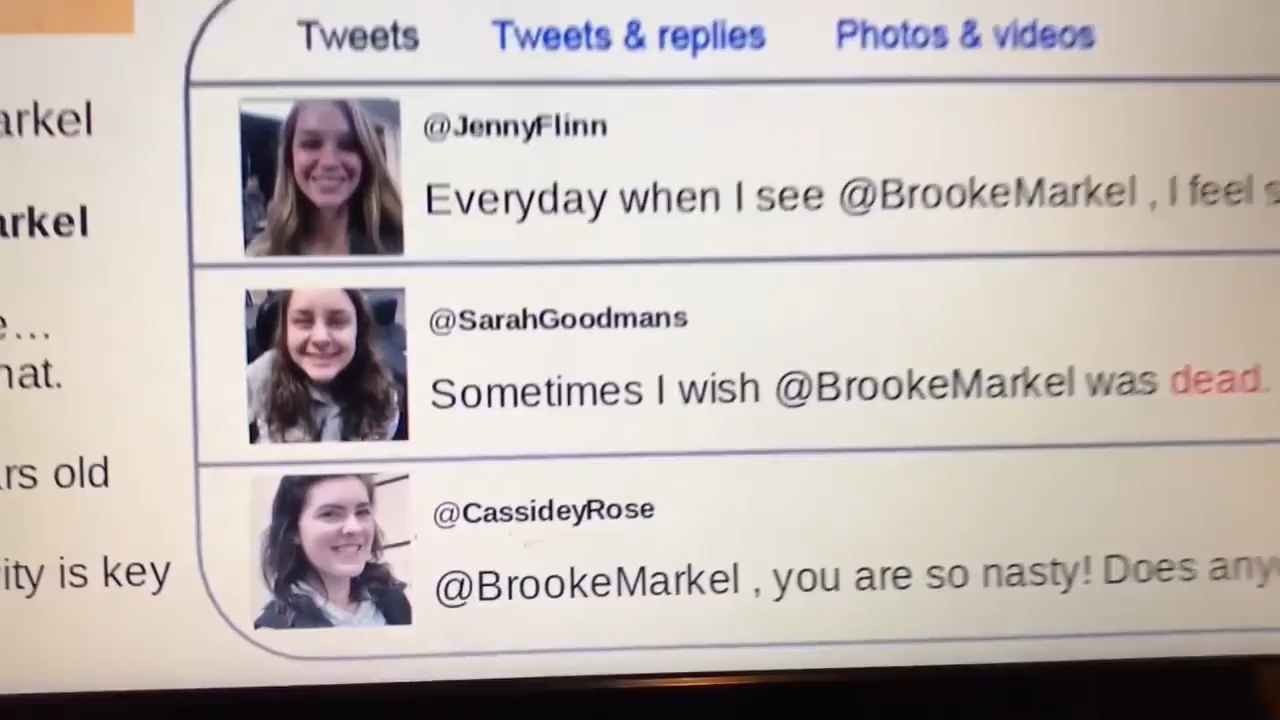 Tweets Tweets & replies Photos & videos
arkel
@JennyFlinn
Everyday when I see @BrookeMarkel , I feel
arkel
@SarahGoodmans
e...
hat.
Sometimes I wish @BrookeMarkel was dead.
rs old
@CassideyRose
ity is key
@BrookeMarkel , you are so nasty! Does any